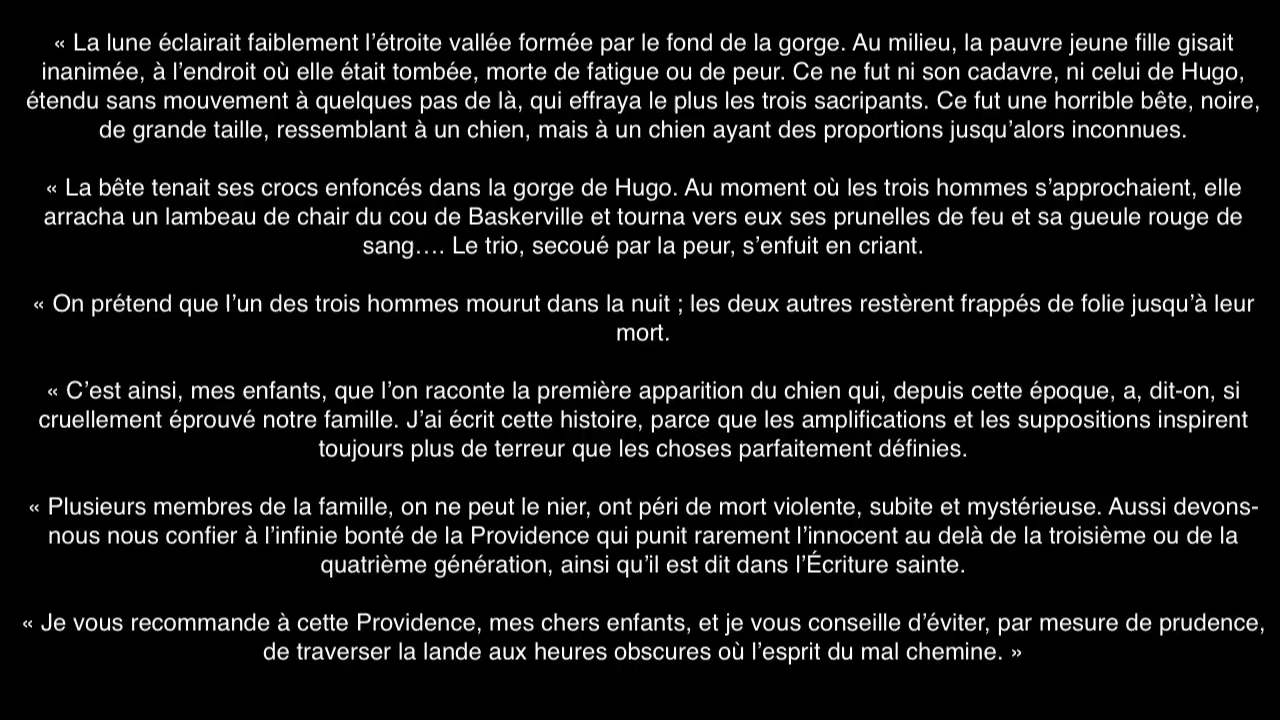 « La lune éclairait faiblement l’étroite vallée formée par le fond de la gorge. Au milieu, la pauvre jeune fille gisait
inanimée, à l’endroit où elle était tombée, morte de fatigue ou de peur. Ce ne fut ni son cadavre, ni celui de Hugo,
étendu sans mouvement à quelques pas de là, qui effraya le plus les trois sacripants. Ce fut une horrible bête, noire,
de grande taille, ressemblant à un chien, mais à un chien ayant des proportions jusqu’alors inconnues.
« La bête tenait ses crocs enfoncés dans la gorge de Hugo. Au moment où les trois hommes s’approchaient, elle
arracha un lambeau de chair du cou de Baskerville et tourna vers eux ses prunelles de feu et sa gueule rouge de
sang…. Le trio, secoué par la peur, s’enfuit en criant.
« On prétend que l’un des trois hommes mourut dans la nuit ; les deux autres restèrent frappés de folie jusqu’à leur
mort.
« C’est ainsi, mes enfants, que l’on raconte la première apparition du chien qui, depuis cette époque, a, dit-on, si
cruellement éprouvé notre famille. J’ai écrit cette histoire, parce que les amplifications et les suppositions inspirent
toujours plus de terreur que les choses parfaitement définies.
« Plusieurs membres de la famille, on ne peut le nier, ont péri de mort violente, subite et mystérieuse. Aussi devons-
nous nous confier à l’infinie bonté de la Providence qui punit rarement l’innocent au delà de la troisième ou de la
quatrième génération, ainsi qu’il est dit dans l’Écriture sainte.
« Je vous recommande à cette Providence, mes chers enfants, et je vous conseille d’éviter, par mesure de prudence,
de traverser la lande aux heures obscures où l’esprit du mal chemine. »